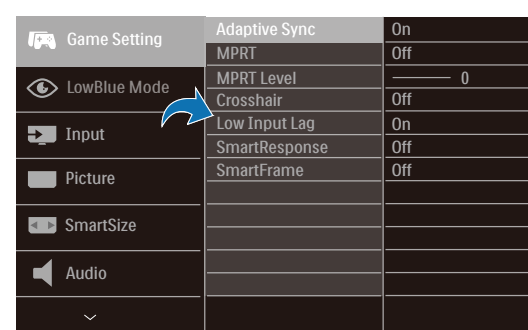 Game Setting
LowBlue Mode
Input
Picture
SmartSize
Audio
Adaptive Sync On
MPRT Off
MPRT Level 0
Crosshair Off
Low Input Lag On
SmartResponse Off
SmartFrame Off